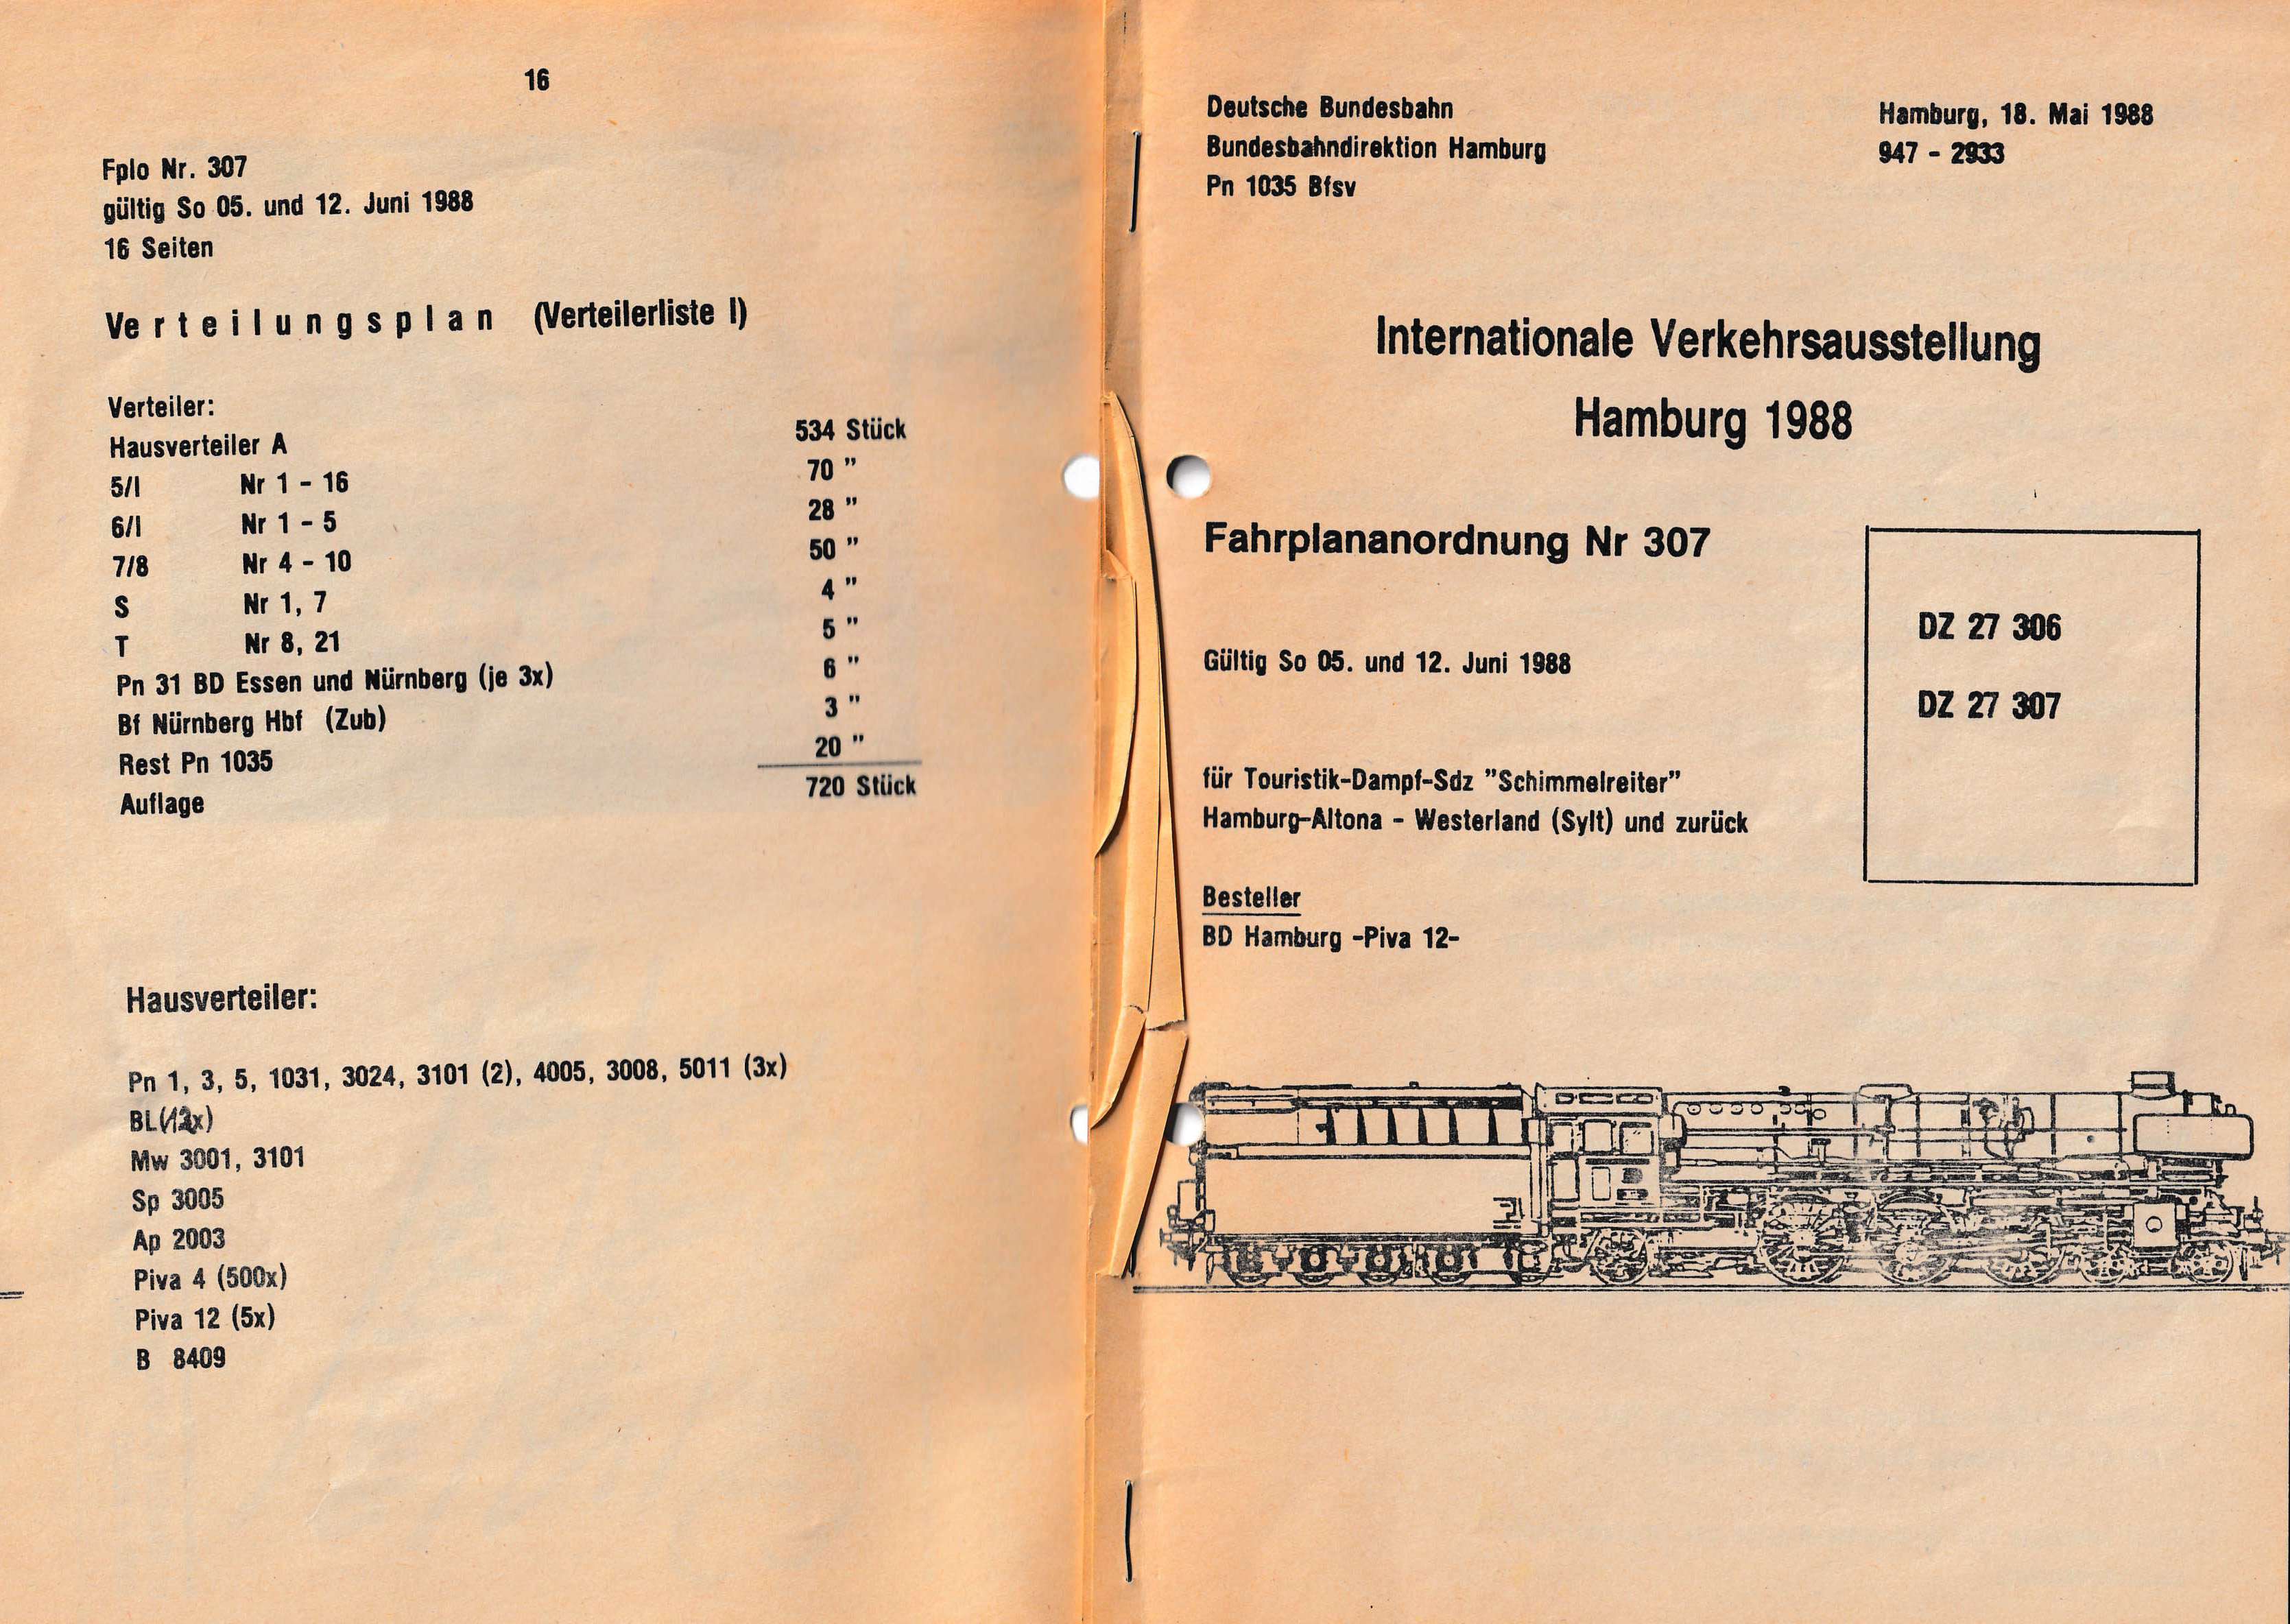 16
Fplo Nr. 307
gültig So 05. und 12. Juni 1988
16 Seiten
Verteilungsplan (Verteilerliste I)
Verteiler:
Hausverteiler A 534 Stück
5/I Nr 1 - 16 70 "
6/I Nr 1 - 5 28 "
7/8 Nr 4 - 10 50 "
S Nr 1, 7 4 "
T Nr 8, 21 5 "
Pn 31 BD Essen und Nürnberg (je 3x) 6 "
Bf Nürnberg Hbf (Zub) 3 "
Rest Pn 1035 20 "
Auflage 720 Stück
Hausverteiler:
Pn 1, 3, 5, 1031, 3024, 3101 (2), 4005, 3008, 5011 (3x)
BL
Mw 3001, 3101
Sp 3005
Ap 2003
Piva 4 (500x)
Piva 12 (5x)
B 8409
Deutsche Bundesbahn
Bundesbahndirektion Hamburg
Pn 1035 Bfsv
Hamburg, 18. Mai 1988
947 - 2933
Internationale Verkehrsausstellung
Hamburg 1988
Fahrplananordnung Nr 307
Gültig So 05. und 12. Juni 1988
DZ 27 306
DZ 27 307
für Touristik-Dampf-Sdz "Schimmelreiter"
Hamburg-Altona - Westerland (Sylt) und zurück
Besteller
BD Hamburg -Piva 12-